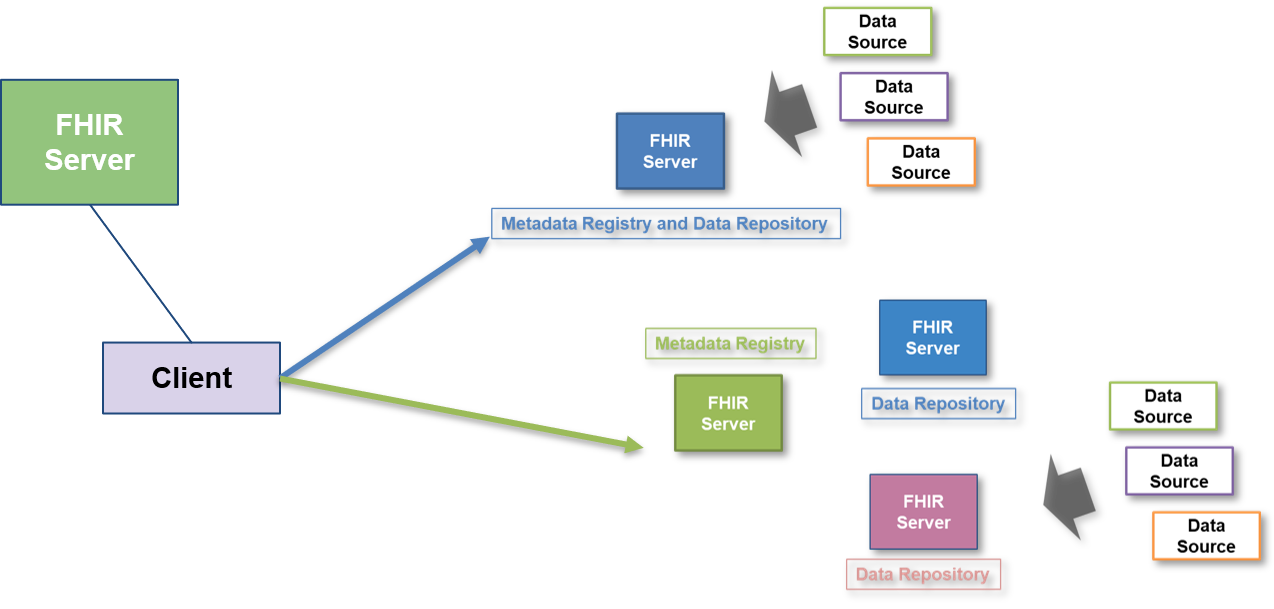 FHIR
Server
Client
Data
Source
Data
Source
Data
Source
FHIR
Server
Metadata Registry and Data Repository
Metadata Registry
FHIR
Server
FHIR
Server
Data Repository
FHIR
Server
Data Repository
Data
Source
Data
Source
Data
Source